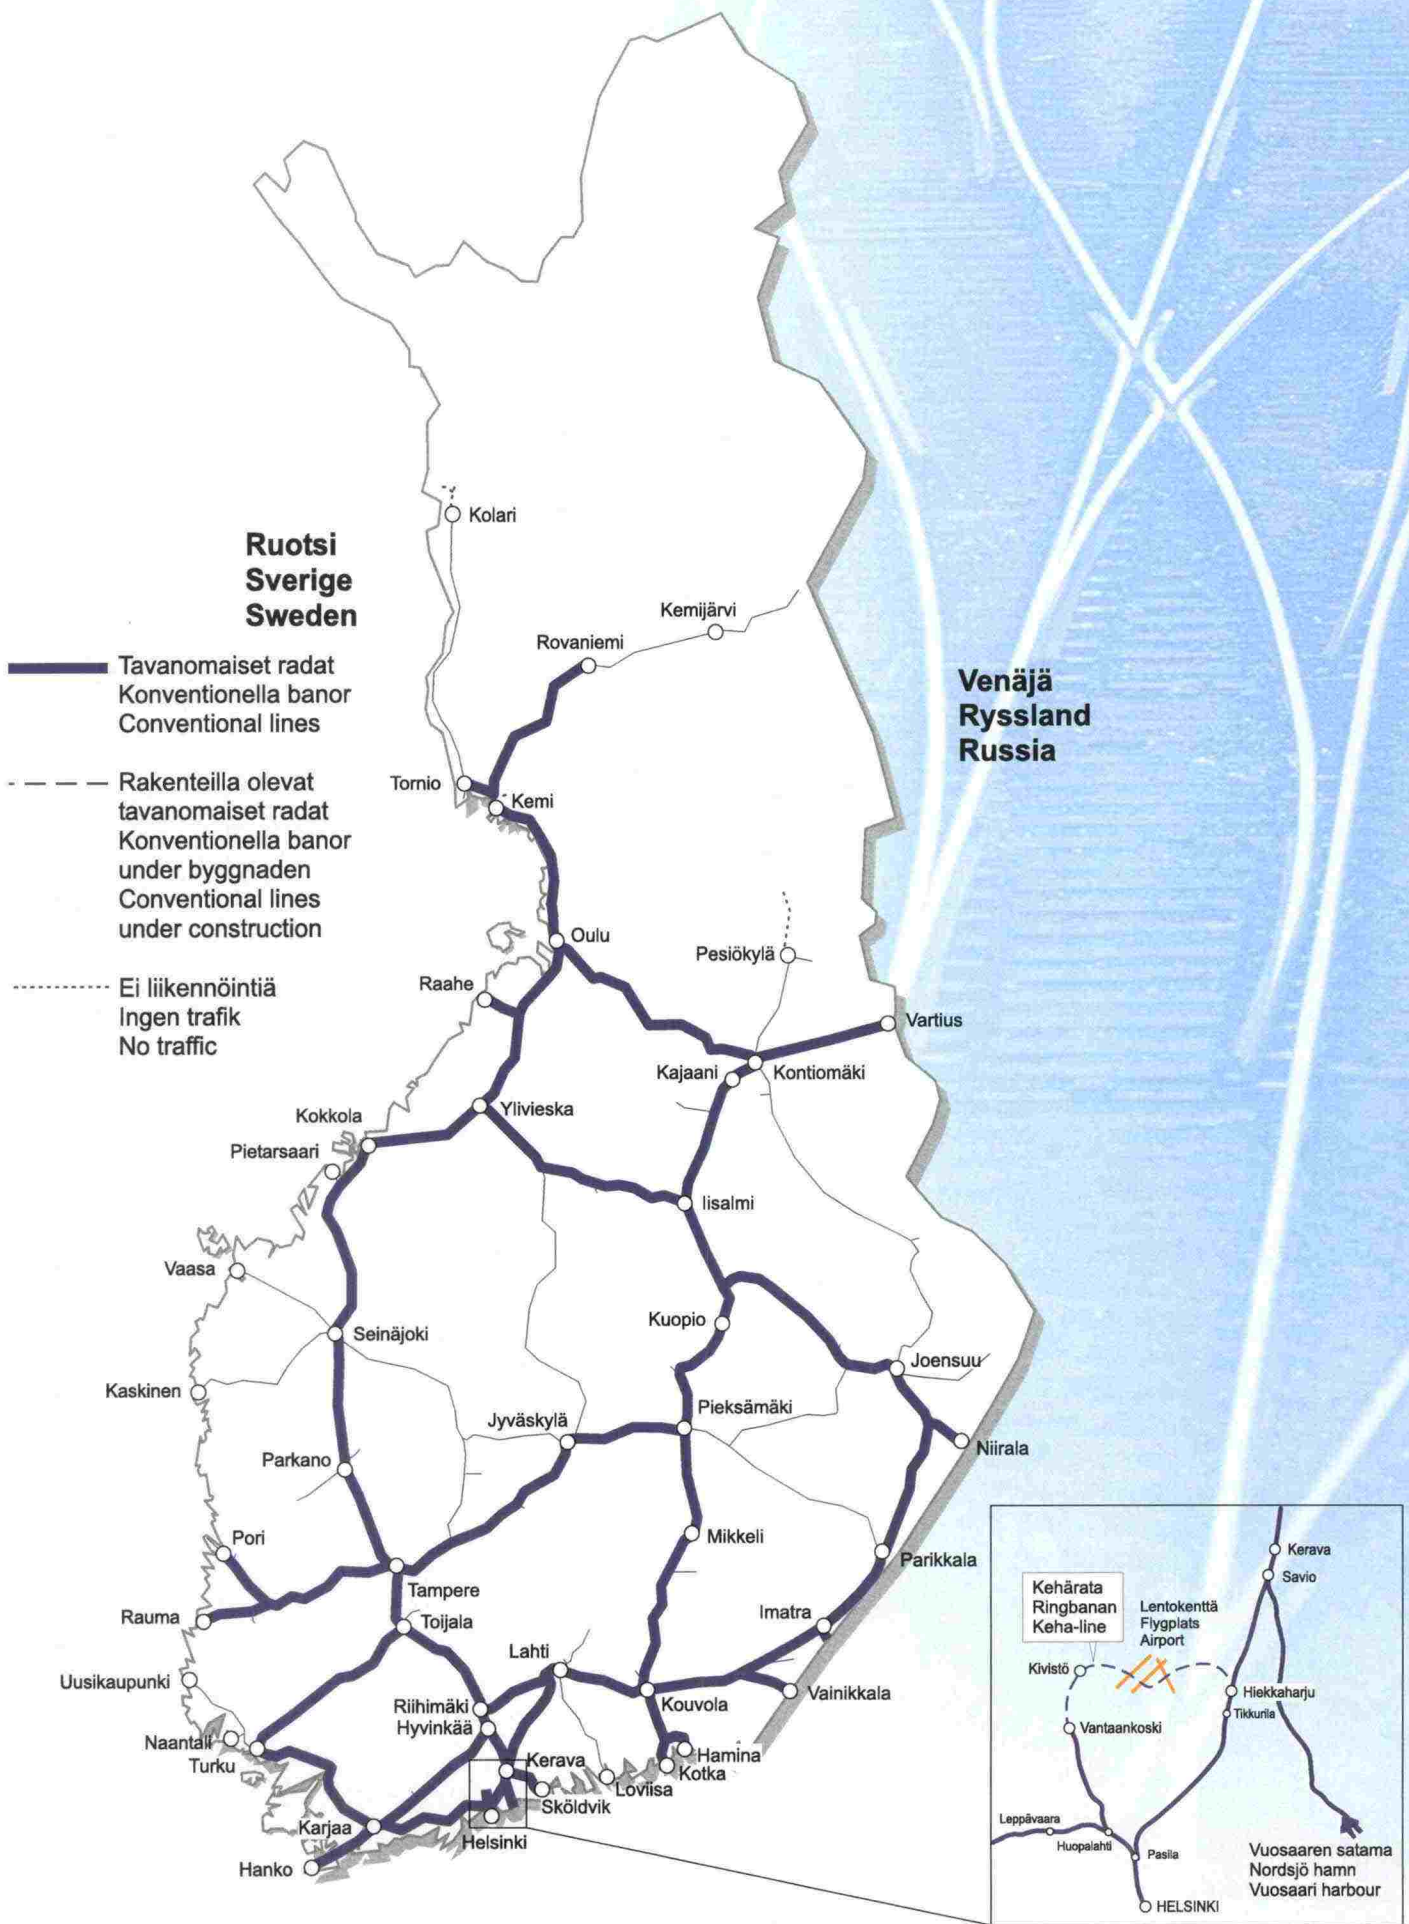 Kolari
Ruotsi
Sverige
Sweden
Kemijärvi
Rovaniemi
Tavanomaiset radat
Konventionella banor
Conventional lines
Venäjä
Ryssland
Russia
Rakenteilla olevat
tavanomaiset radat
Konventionella banor
under byggnaden
Conventional lines
under construction
Tornio
Kemi
Oulu
Pesiökylä
Raahe
Ei liikennöintiä
Ingen trafik
No traffic
Vartius
Kajaani
Kontiomäki
Ylivieska
Kokkola
Pietarsaari
Iisalmi
Vaasa
Kuopio
Seinäjoki
Joensuu
Kaskinen
Pieksämäki
Jyväskylä
Niirala
Parkano
Pori
Mikkeli
Parikkala
Tampere
Rauma
Toijala
Imatra
Lahti
Uusikaupunki
Riihimäki
Kouvola
Vainikkala
Hyvinkää
Naantali
Turku
Hamina
Kerava
Kotka
Loviisa
Sköldvik
Karjaa
Helsinki
Hanko
Kerava
Savio
Kehärata
Ringbanan
Keha-line
Lentokenttä
Flygplats
Airport
Kivistö
Hiekkaharju
Tikkurila
Vantaankoski
Leppävaara
Huopalahti
Pasila
Vuosaaren satama
Nordsjö hamn
Vuosaari harbour
HELSINKI